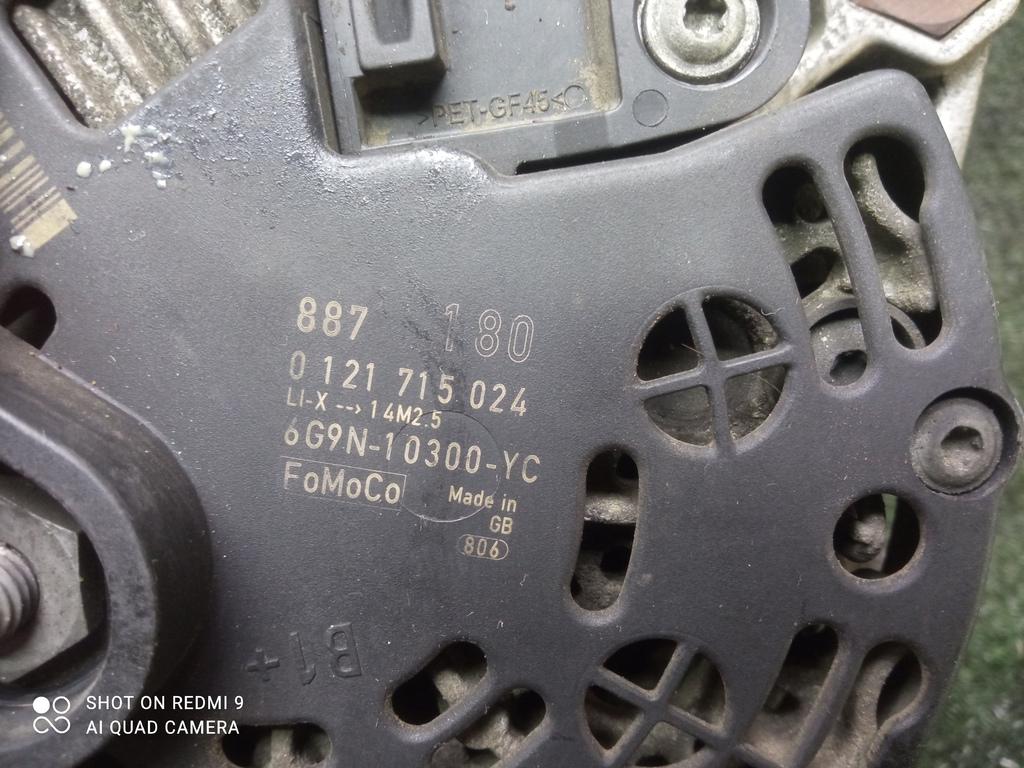 >PET-GF45<
887 180
0 121 715 024
LI-X --> 14M2.5
6G9N-10300-YC
FoMoCo Made in
GB
806
B1+
SHOT ON REDMI 9
AI QUAD CAMERA